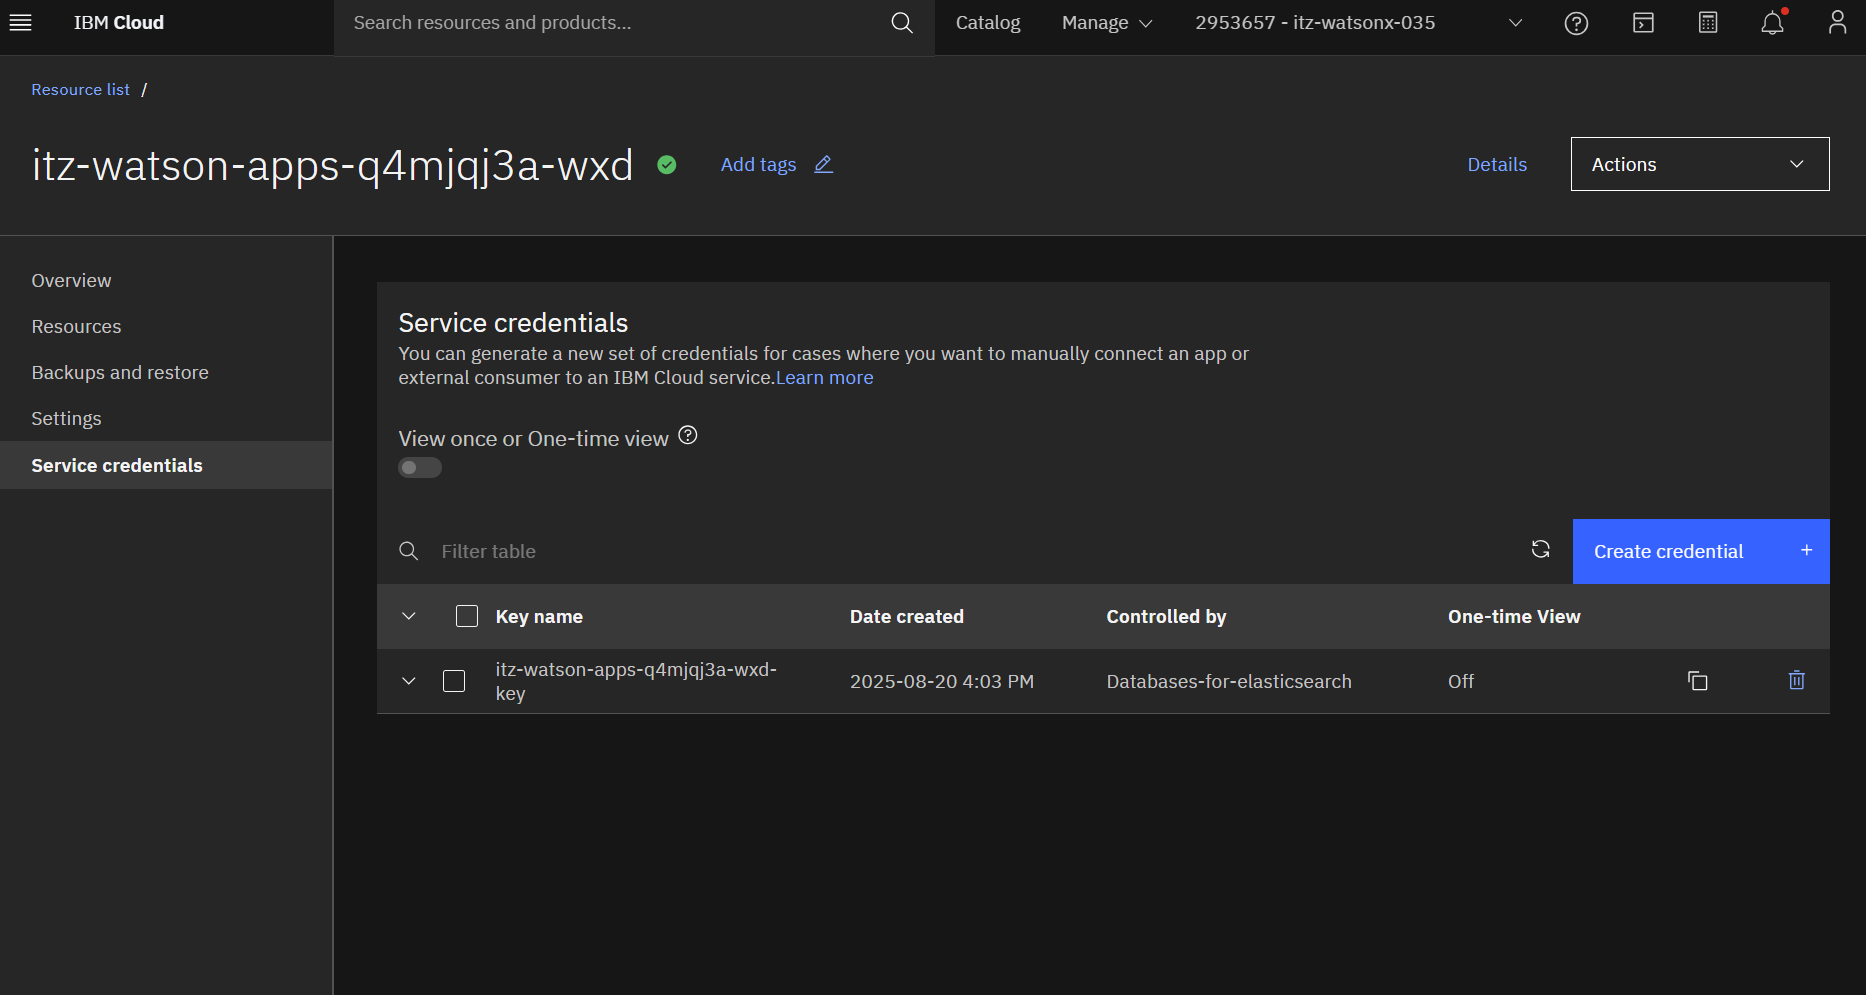 IBM Cloud
Search resources and products...
Catalog
Manage
2953657 - itz-watsonx-035
Resource list /
itz-watson-apps-q4mjqj3a-wxd
Add tags
Details
Actions
Overview
Resources
Backups and restore
Settings
Service credentials
Service credentials
You can generate a new set of credentials for cases where you want to manually connect an app or
external consumer to an IBM Cloud service.Learn more
View once or One-time view
Filter table
Create credential +
Key name Date created Controlled by One-time View
itz-watson-apps-q4mjqj3a-wxd-
key
2025-08-20 4:03 PM Databases-for-elasticsearch Off